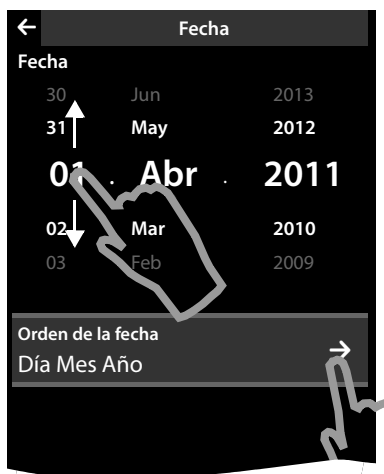 Fecha
Fecha
30 Jun 2013
31 May 2012
01 . Abr . 2011
02 Mar 2010
03 Feb 2009
Orden de la fecha
Día Mes Año